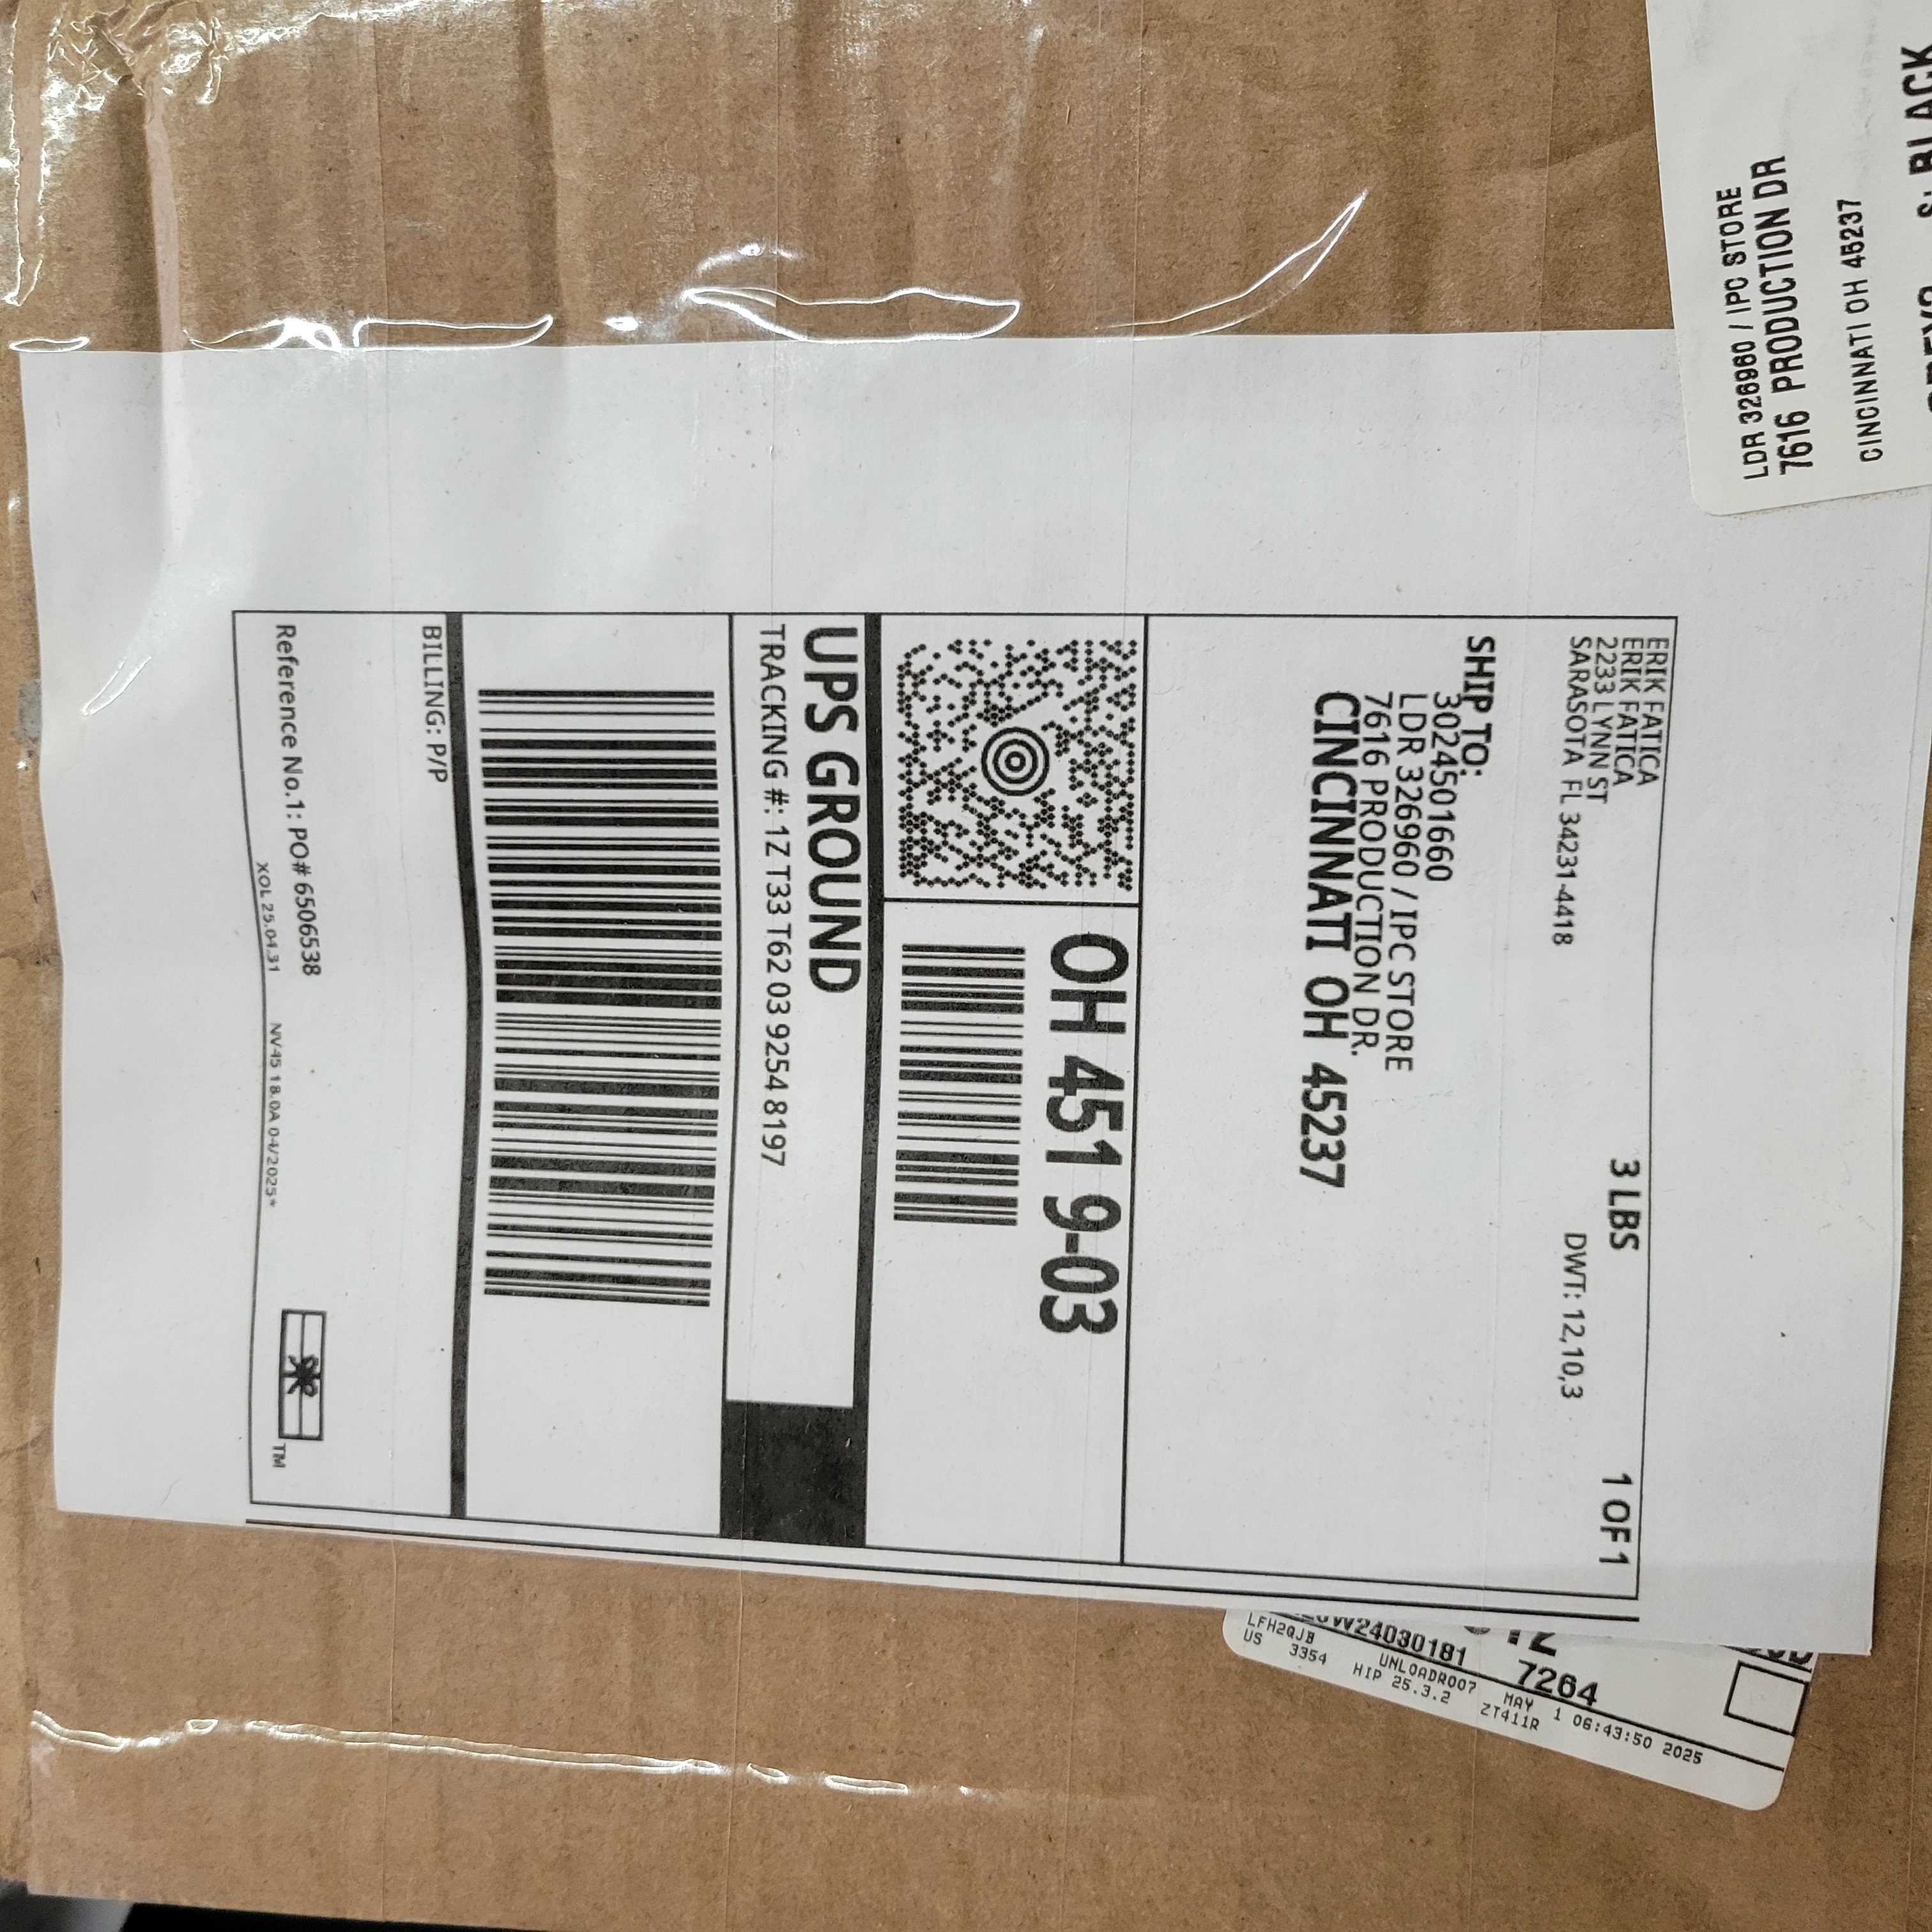 ERIK FATICA
ERIK FATICA
2233 LYNN ST
SARASOTA FL 34231-4418
3 LBS
1 OF 1
DWT: 12,10,3
SHIP TO:
3024501660
LDR 326960 / IPC STORE
7616 PRODUCTION DR.
CINCINNATI OH 45237
OH 451 9-03
UPS GROUND
TRACKING #: 1Z T33 T62 03 9254 8197
BILLING: P/P
Reference No.1: PO# 6506538
XOL 25.04.31 NV45 18.0A 04/2025*
TM
LDR 326960 / IPC STORE
7616 PRODUCTION DR
CINCINNATI OH 45237
BLACK
7264
LFH2QJB UNLOADR007 MAY 1 06:43:50 2025
US 3354 HIP 25.3.2 ZT411R